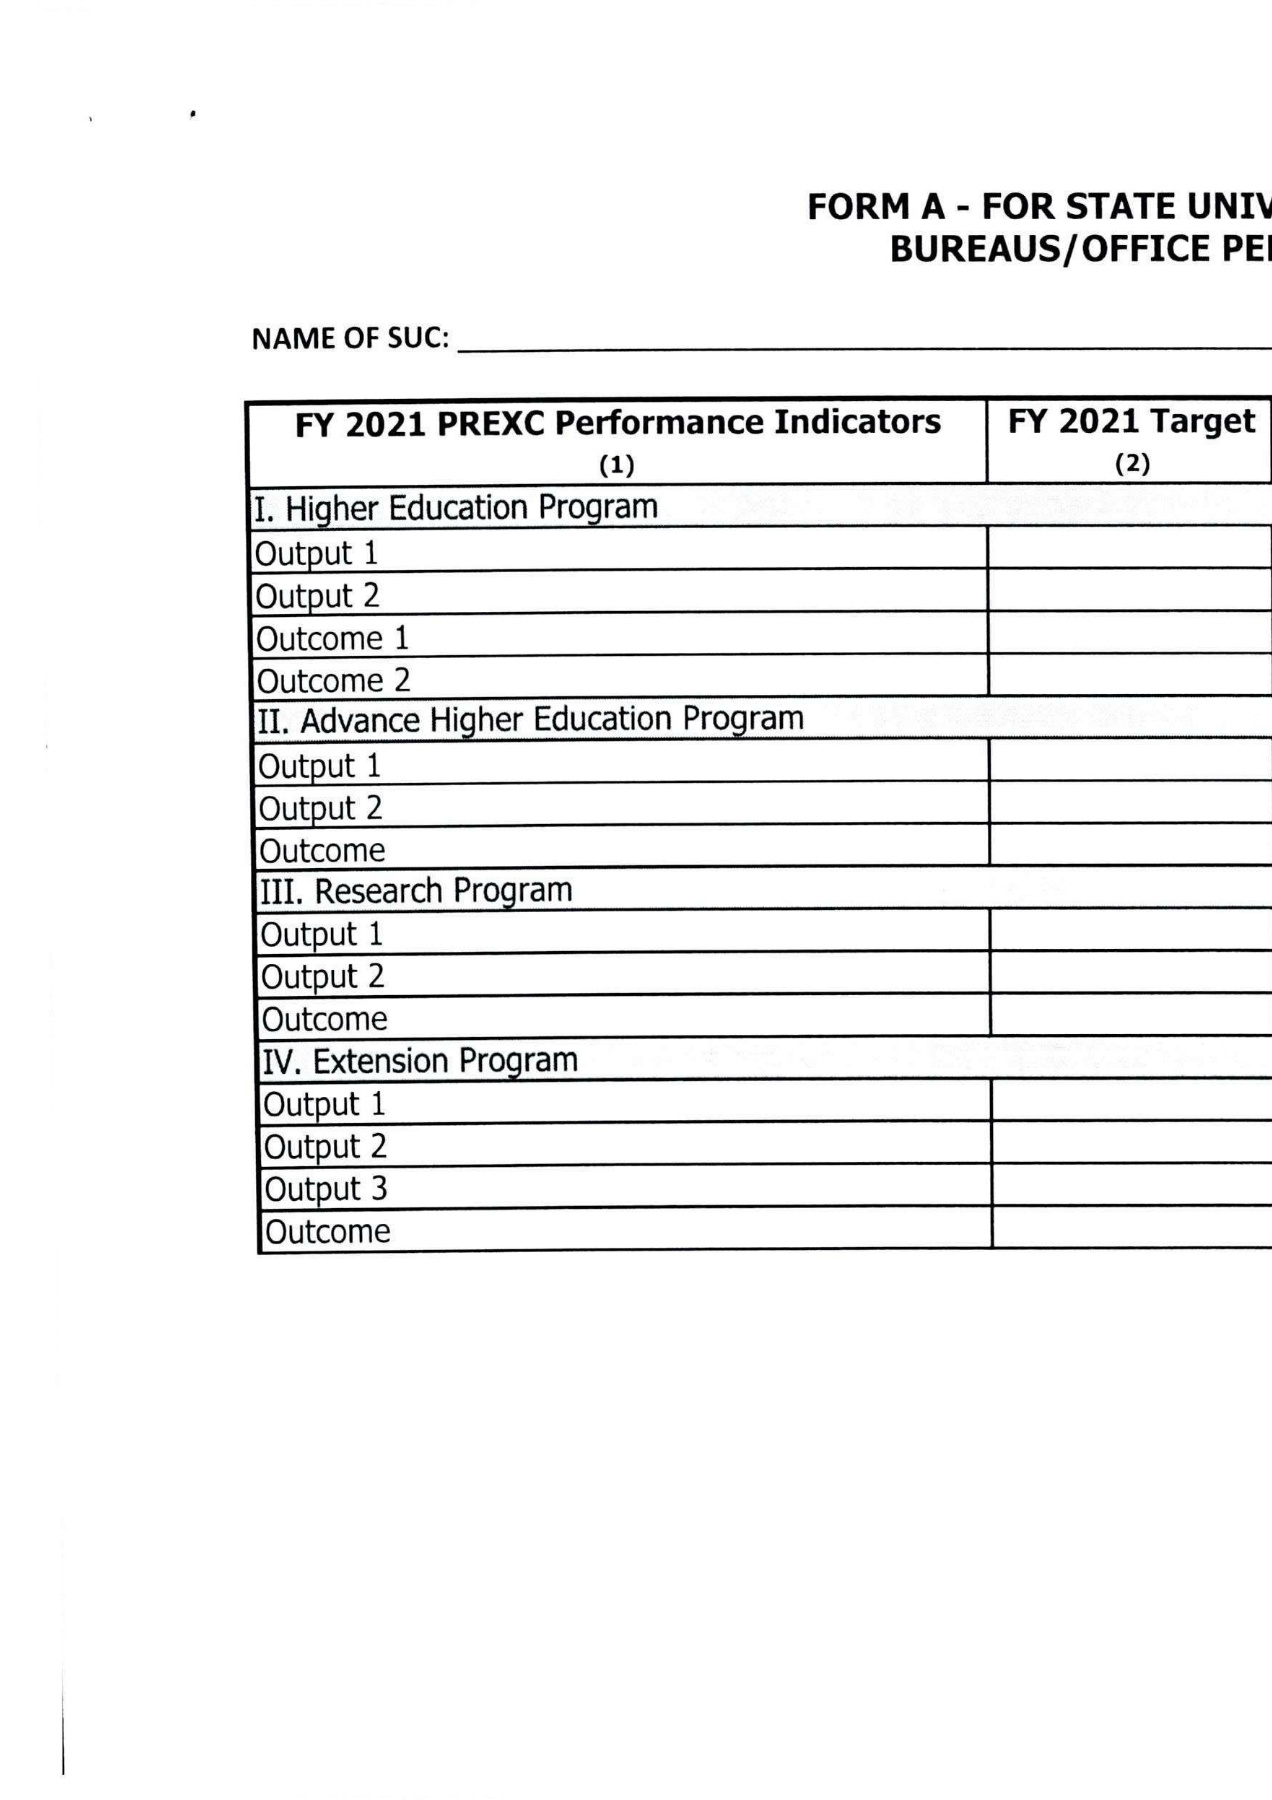 FORM A - FOR STATE UNIV
BUREAUS/OFFICE PE
NAME OF SUC:
FY 2021 PREXC Performance Indicators FY 2021 Target
(1) (2)
I. Higher Education Program
Output 1
Output 2
Outcome 1
Outcome 2
II. Advance Higher Education Program
Output 1
Output 2
Outcome
III. Research Program
Output 1
Output 2
Outcome
IV. Extension Program
Output 1
Output 2
Output 3
Outcome